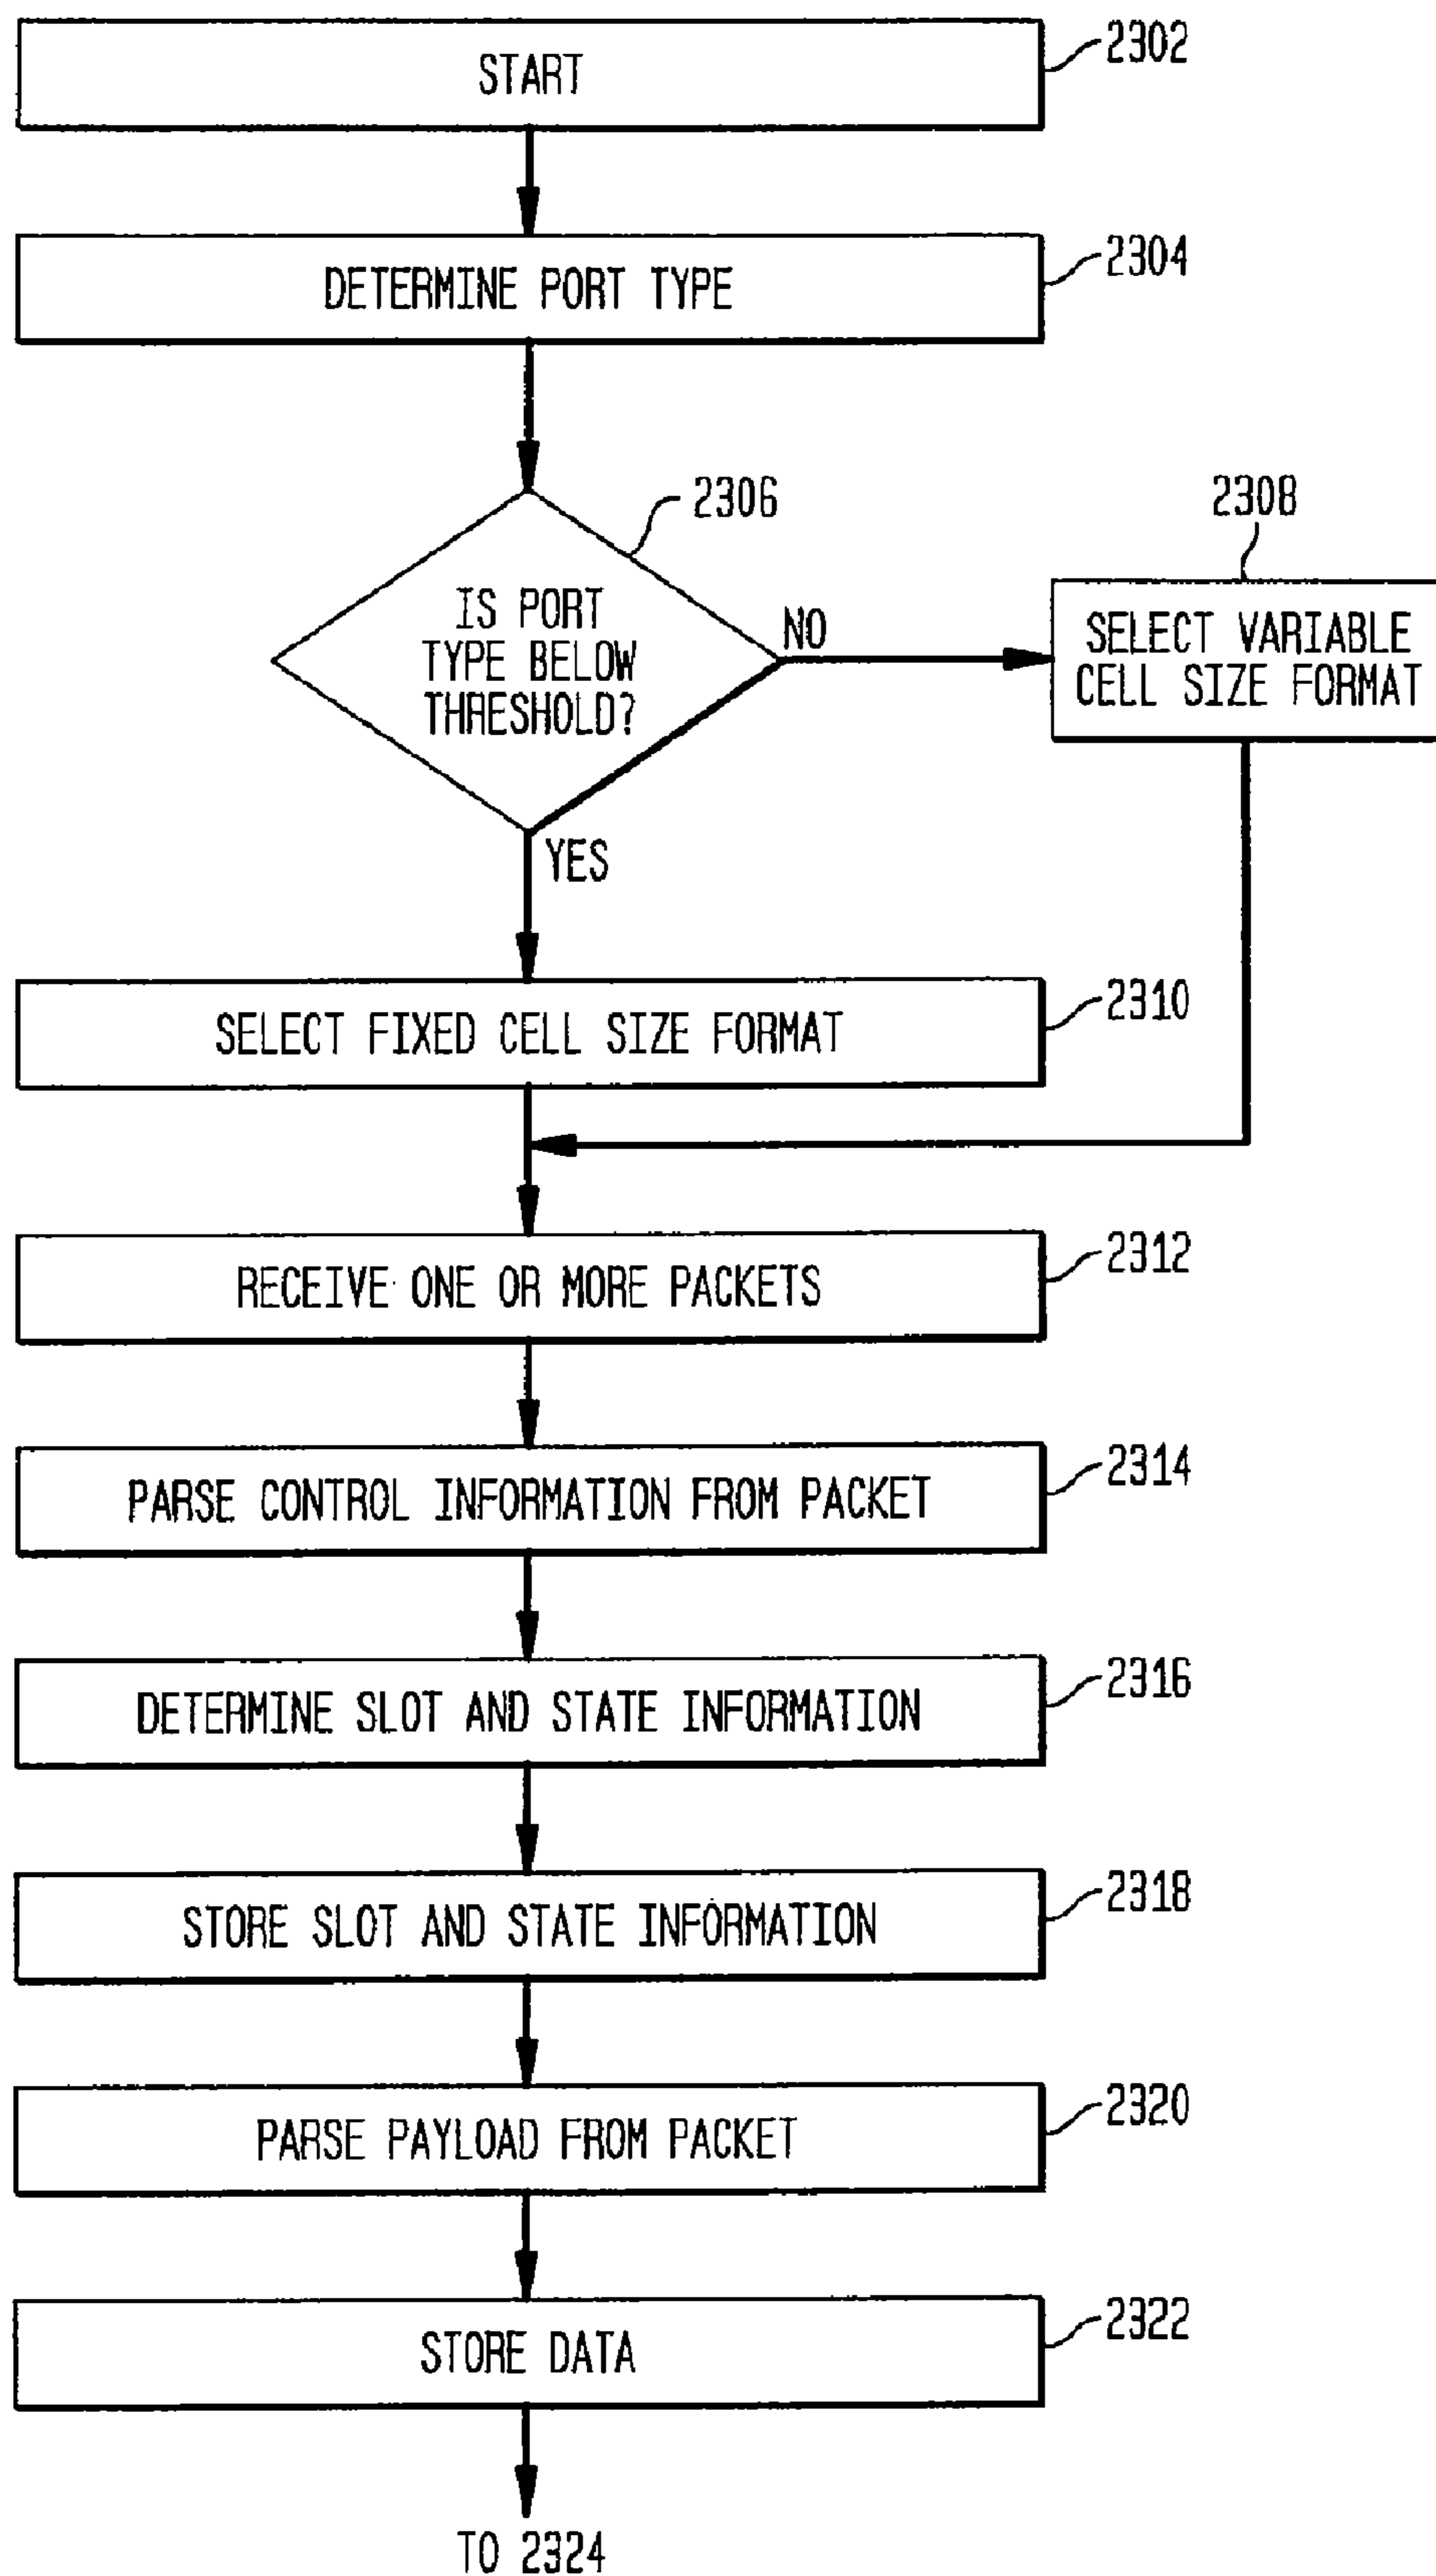 START
2302
DETERMINE PORT TYPE
2304
2306
IS PORT
TYPE BELOW
THRESHOLD?
NO
2308
SELECT VARIABLE
CELL SIZE FORMAT
YES
SELECT FIXED CELL SIZE FORMAT
2310
RECEIVE ONE OR MORE PACKETS
2312
PARSE CONTROL INFORMATION FROM PACKET
2314
DETERMINE SLOT AND STATE INFORMATION
2316
STORE SLOT AND STATE INFORMATION
2318
PARSE PAYLOAD FROM PACKET
2320
STORE DATA
2322
TO 2324